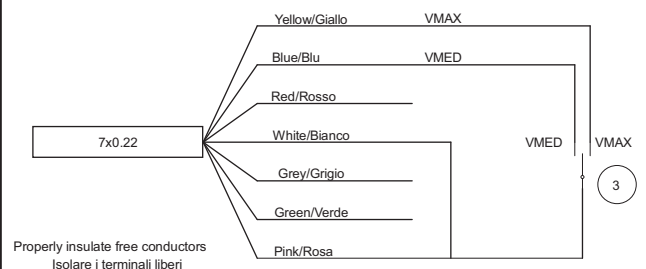 Yellow/Giallo VMAX
Blue/Blu VMED
Red/Rosso
White/Bianco
7x0.22
VMED VMAX
3
Grey/Grigio
Green/Verde
Pink/Rosa
Properly insulate free conductors
Isolare i terminali liberi